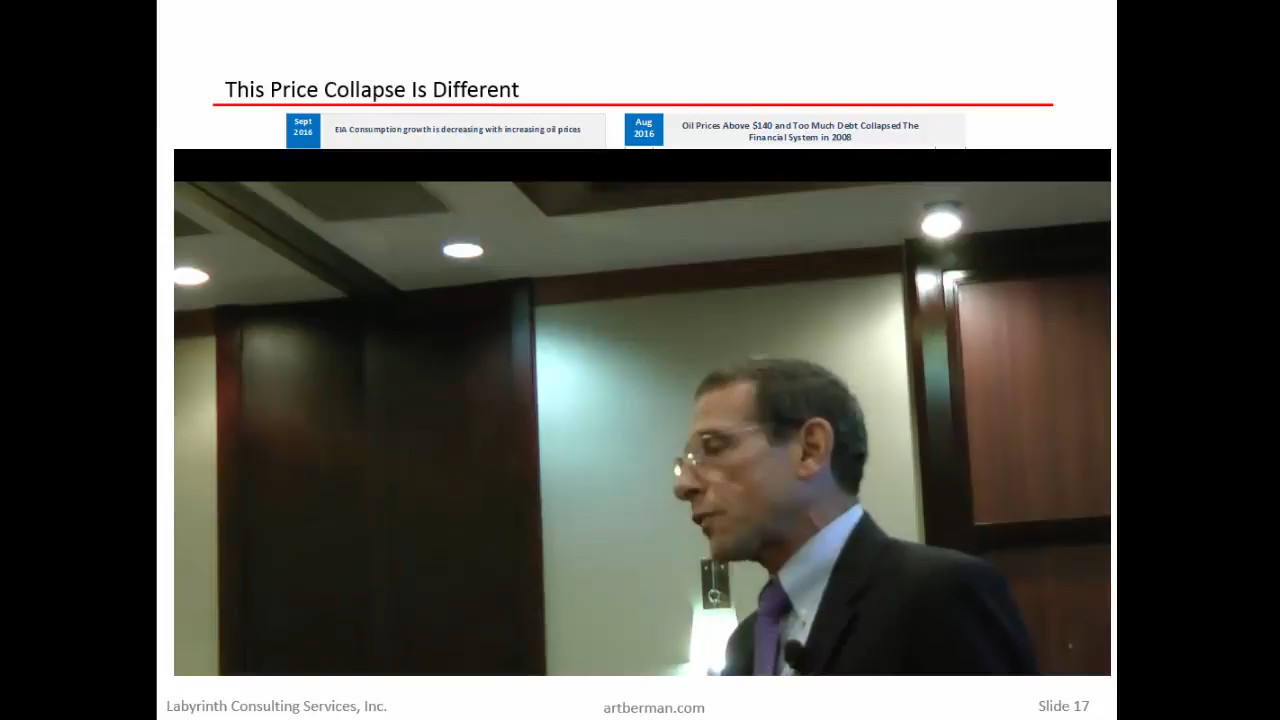 This Price Collapse Is Different
Sept
2016
EIA Consumption growth is decreasing with increasing oil prices
Aug
2016
Oil Prices Above $140 and Too Much Debt Collapsed The
Financial System in 2008
Labyrinth Consulting Services, Inc.
artberman.com
Slide 17